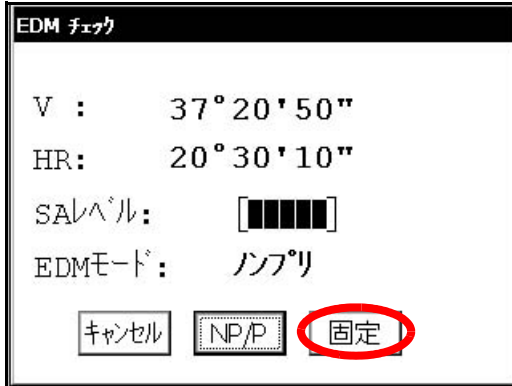 EDM ﾁｪｯｸ
V : 37°20'50"
HR: 20°30'10"
SAﾚﾍﾞﾙ: [█████]
EDMﾓｰﾄﾞ: ﾉﾝﾌﾟﾘ
ｷｬﾝｾﾙ NP/P 固定